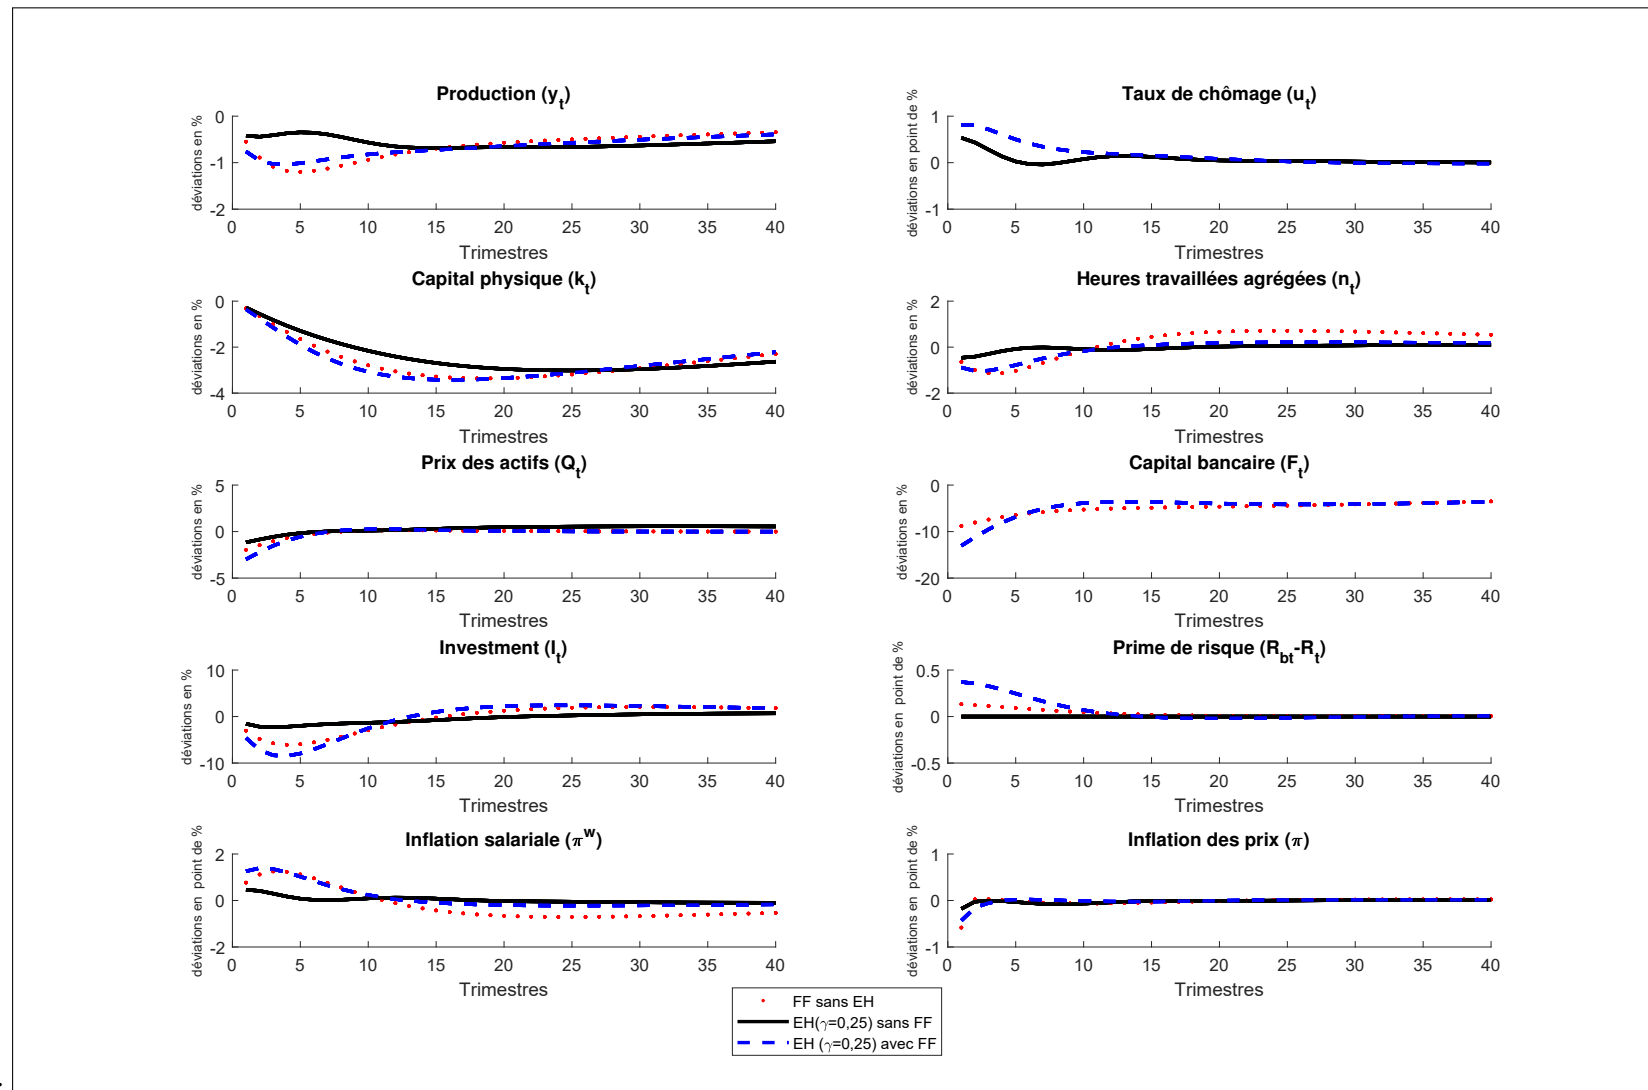 Production (y_t)
déviations en %
0
-1
-2
0 5 10 15 20 25 30 35 40
Trimestres
Taux de chômage (u_t)
déviations en point de %
1
0
-1
0 5 10 15 20 25 30 35 40
Trimestres
Capital physique (k_t)
déviations en %
0
-2
-4
0 5 10 15 20 25 30 35 40
Trimestres
Heures travaillées agrégées (n_t)
déviations en %
2
0
-2
0 5 10 15 20 25 30 35 40
Trimestres
Prix des actifs (Q_t)
déviations en %
5
0
-5
0 5 10 15 20 25 30 35 40
Trimestres
Capital bancaire (F_t)
déviations en %
0
-10
-20
0 5 10 15 20 25 30 35 40
Trimestres
Investment (I_t)
déviations en %
10
0
-10
0 5 10 15 20 25 30 35 40
Trimestres
Prime de risque (R_bt-R_t)
déviations en point de %
0.5
0
-0.5
0 5 10 15 20 25 30 35 40
Trimestres
Inflation salariale (π^w)
déviations en point de %
2
0
-2
0 5 10 15 20 25 30 35 40
Trimestres
Inflation des prix (π)
déviations en point de %
1
0
-1
0 5 10 15 20 25 30 35 40
Trimestres
FF sans EH
EH(γ=0,25) sans FF
EH (γ=0,25) avec FF